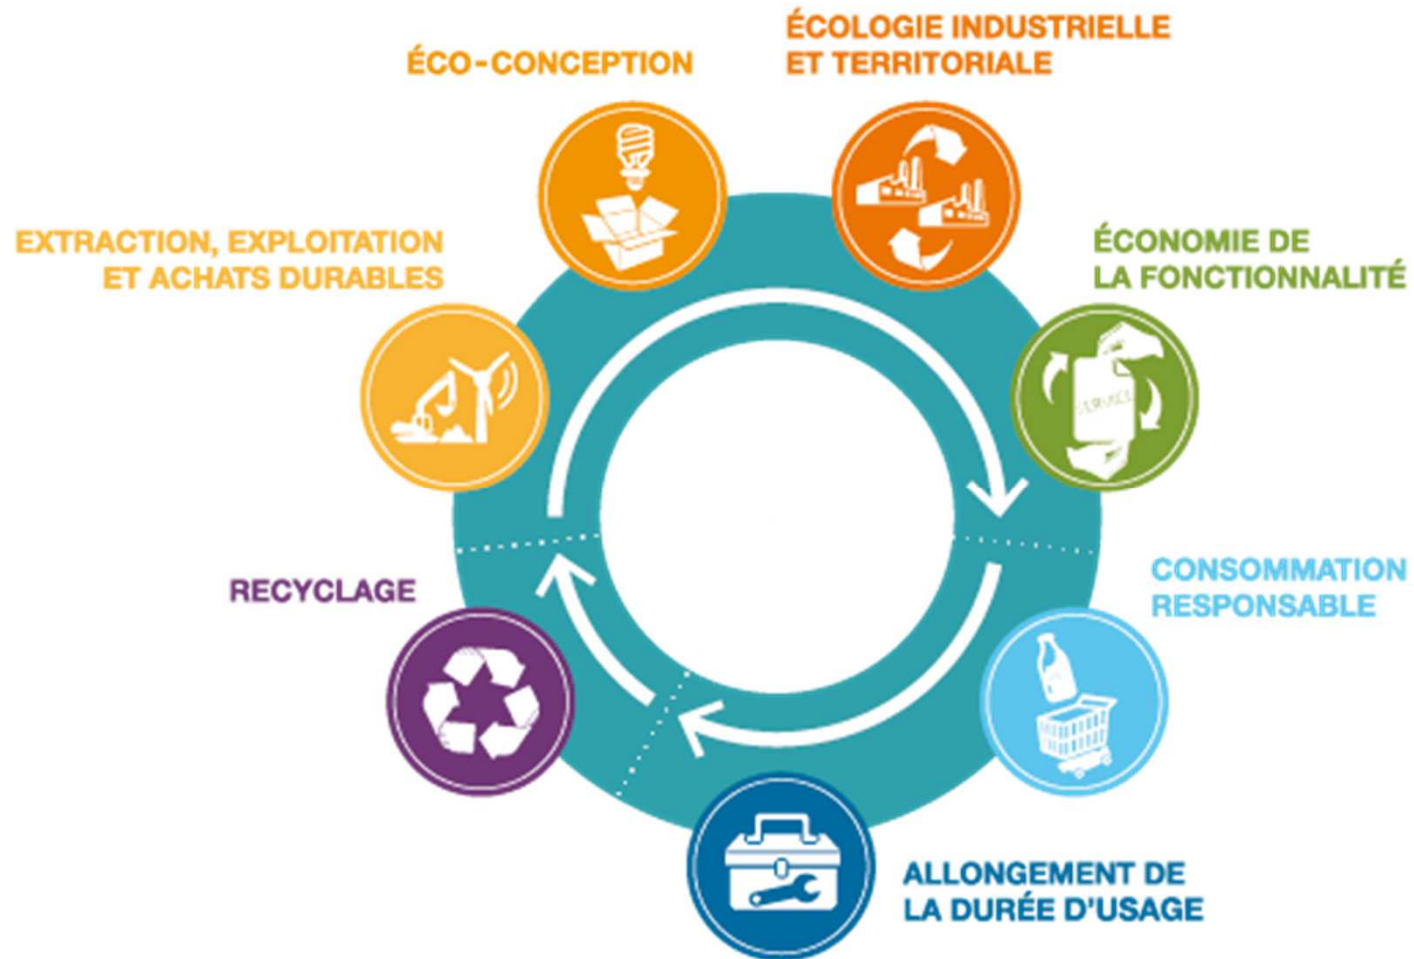 ÉCOLOGIE INDUSTRIELLE
ET TERRITORIALE
ÉCO-CONCEPTION
EXTRACTION, EXPLOITATION
ET ACHATS DURABLES
ÉCONOMIE DE
LA FONCTIONNALITÉ
SERVICE
RECYCLAGE
CONSOMMATION
RESPONSABLE
ALLONGEMENT DE
LA DURÉE D'USAGE